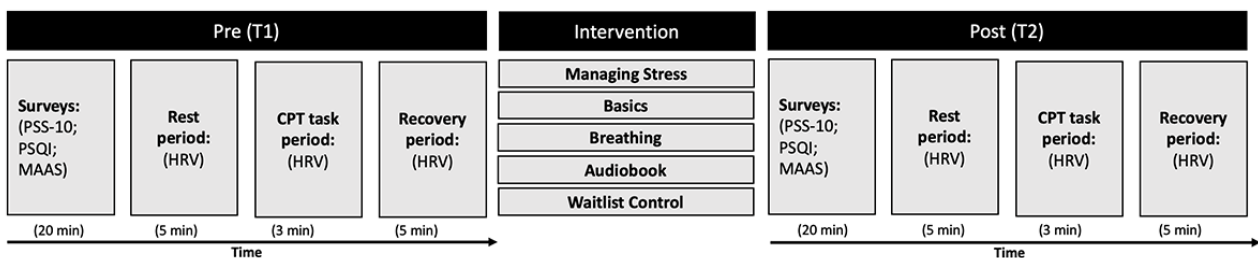 Pre (T1)
Surveys:
(PSS-10;
PSQI;
MAAS)
Rest
period:
(HRV)
CPT task
period:
(HRV)
Recovery
period:
(HRV)
(20 min)
(5 min)
(3 min)
(5 min)
Time
Intervention
Managing Stress
Basics
Breathing
Audiobook
Waitlist Control
Post (T2)
Surveys:
(PSS-10;
PSQI;
MAAS)
Rest
period:
(HRV)
CPT task
period:
(HRV)
Recovery
period:
(HRV)
(20 min)
(5 min)
(3 min)
(5 min)
Time